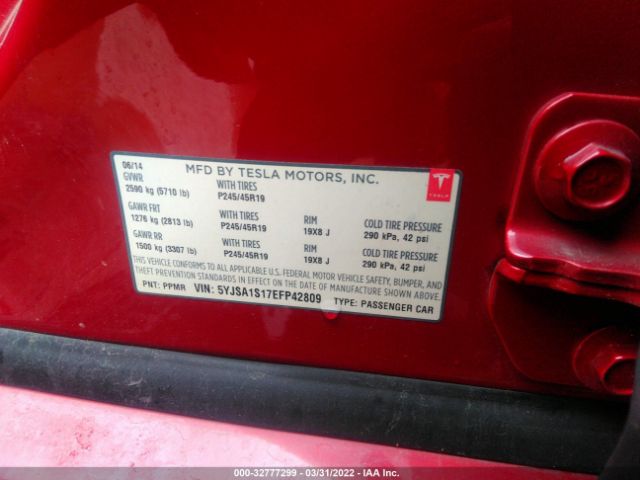 06/14 MFD BY TESLA MOTORS, INC.
GVWR WITH TIRES
2590 kg (5710 lb) P245/45R19
TESLA
GAWR FRT WITH TIRES RIM COLD TIRE PRESSURE
1276 kg (2813 lb) P245/45R19 19X8 J 290 kPa, 42 psi
GAWR RR WITH TIRES RIM COLD TIRE PRESSURE
1500 kg (3307 lb) P245/45R19 19X8 J 290 kPa, 42 psi
THIS VEHICLE CONFORMS TO ALL APPLICABLE U.S. FEDERAL MOTOR VEHICLE SAFETY, BUMPER, AND
THEFT PREVENTION STANDARDS IN EFFECT ON THE DATE OF MANUFACTURE SHOWN ABOVE.
PNT: PPMR VIN: 5YJSA1S17EFP42809 TYPE: PASSENGER CAR
000-32777299 - 03/31/2022 - IAA Inc.